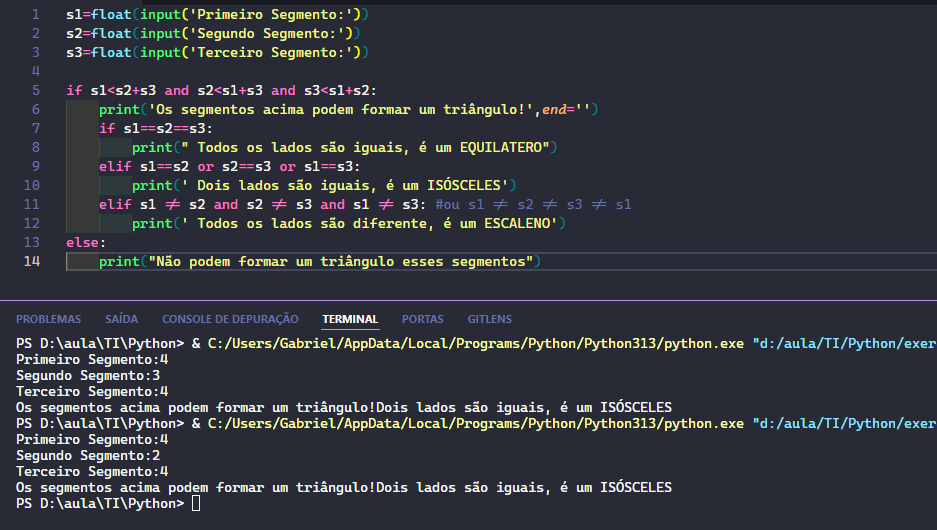 1 s1=float(input('Primeiro Segmento:'))
2 s2=float(input('Segundo Segmento:'))
3 s3=float(input('Terceiro Segmento:'))
4
5 if s1<s2+s3 and s2<s1+s3 and s3<s1+s2:
6     print('Os segmentos acima podem formar um triângulo!',end='')
7     if s1==s2==s3:
8         print(" Todos os lados são iguais, é um EQUILATERO")
9     elif s1==s2 or s2==s3 or s1==s3:
10         print(' Dois lados são iguais, é um ISÓSCELES')
11     elif s1 ≠ s2 and s2 ≠ s3 and s1 ≠ s3: #ou s1 ≠ s2 ≠ s3 ≠ s1
12         print(' Todos os lados são diferente, é um ESCALENO')
13 else:
14     print("Não podem formar um triângulo esses segmentos")
PROBLEMAS SAÍDA CONSOLE DE DEPURAÇÃO TERMINAL PORTAS GITLENS
PS D:\aula\TI\Python> & C:/Users/Gabriel/AppData/Local/Programs/Python/Python313/python.exe "d:/aula/TI/Python/exer
Primeiro Segmento:4
Segundo Segmento:3
Terceiro Segmento:4
Os segmentos acima podem formar um triângulo!Dois lados são iguais, é um ISÓSCELES
PS D:\aula\TI\Python> & C:/Users/Gabriel/AppData/Local/Programs/Python/Python313/python.exe "d:/aula/TI/Python/exer
Primeiro Segmento:4
Segundo Segmento:2
Terceiro Segmento:4
Os segmentos acima podem formar um triângulo!Dois lados são iguais, é um ISÓSCELES
PS D:\aula\TI\Python>